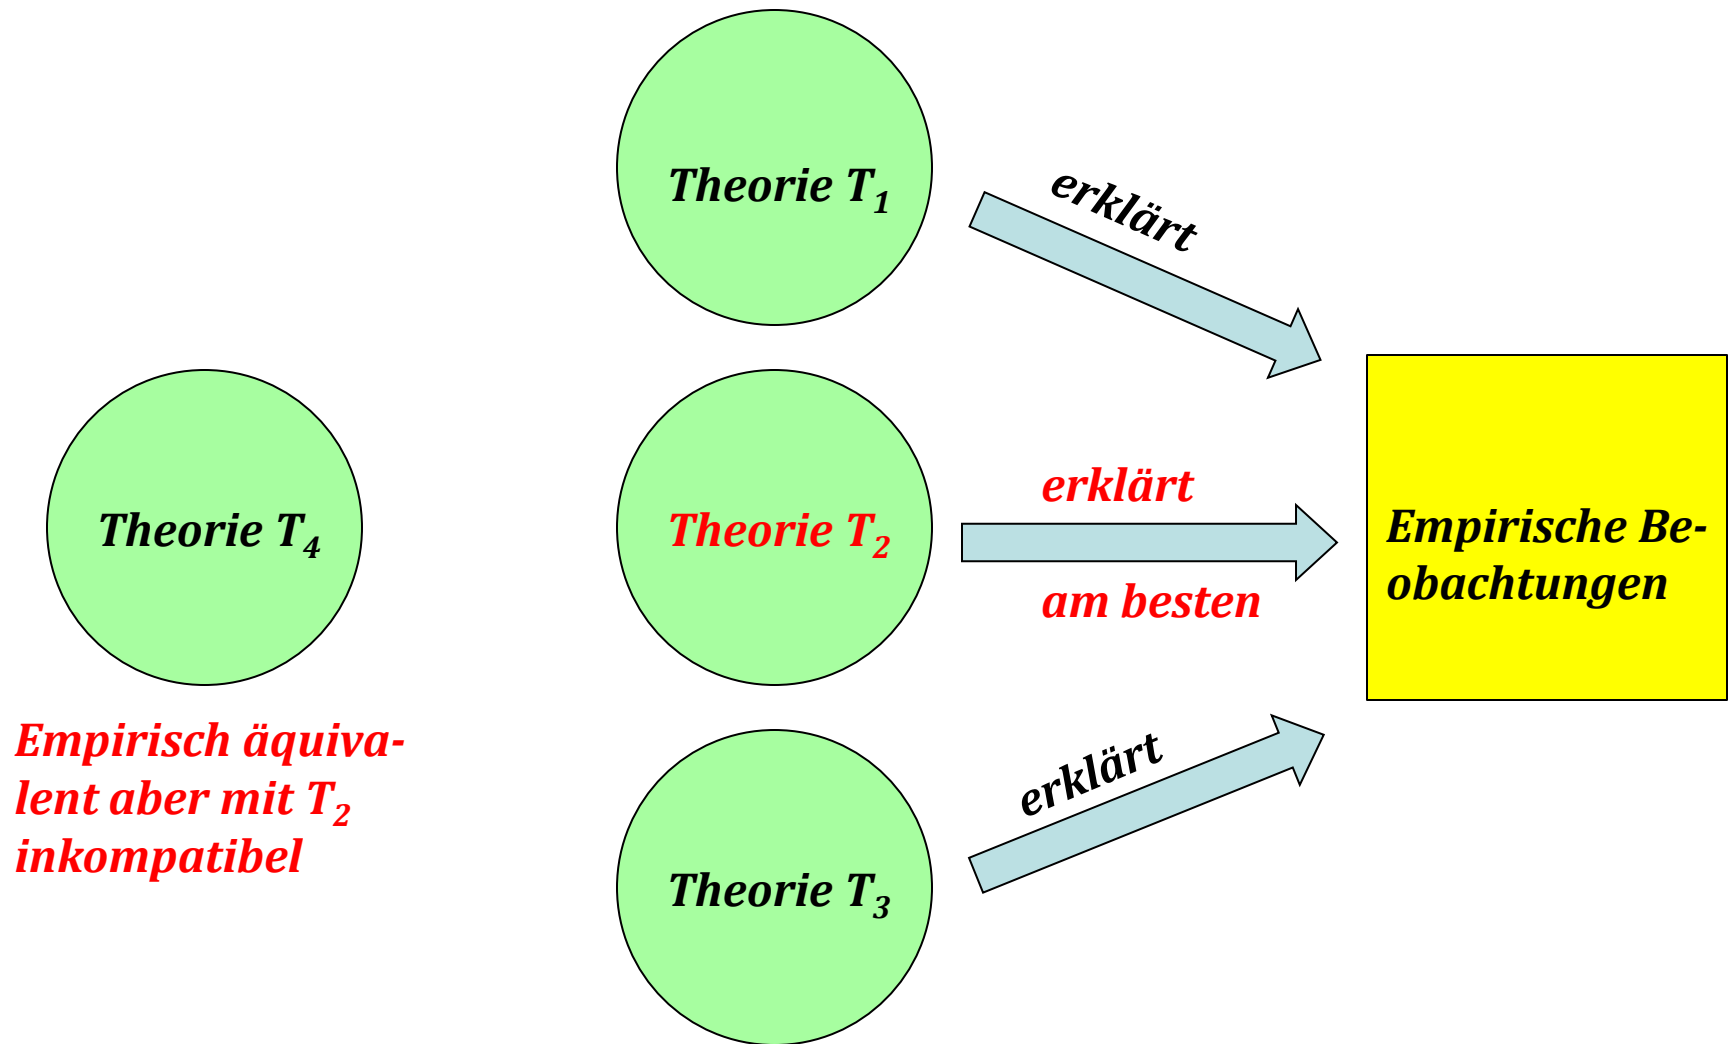 Theorie T₁
erklärt
Theorie T₄
Theorie T₂
erklärt
am besten
Empirische Be-
obachtungen
Empirisch äquiva-
lent aber mit T₂
inkompatibel
Theorie T₃
erklärt